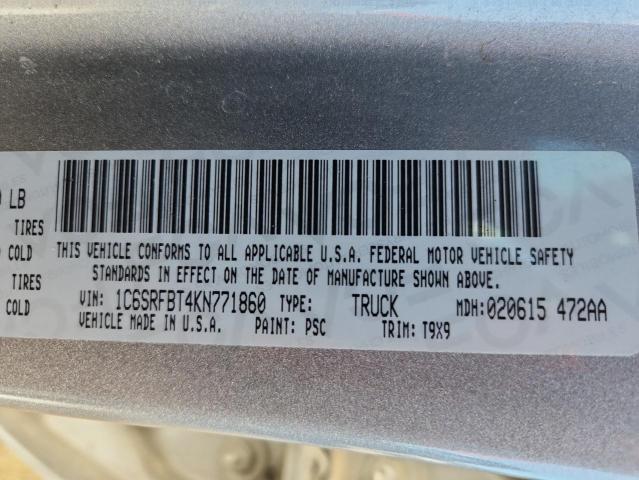 LB
TIRES
COLD
TIRES
COLD
THIS VEHICLE CONFORMS TO ALL APPLICABLE U.S.A. FEDERAL MOTOR VEHICLE SAFETY
STANDARDS IN EFFECT ON THE DATE OF MANUFACTURE SHOWN ABOVE.
VIN: 1C6SRFBT4KN771860 TYPE: TRUCK MDH:020615 472AA
VEHICLE MADE IN U.S.A. PAINT: PSC TRIM: T9X9